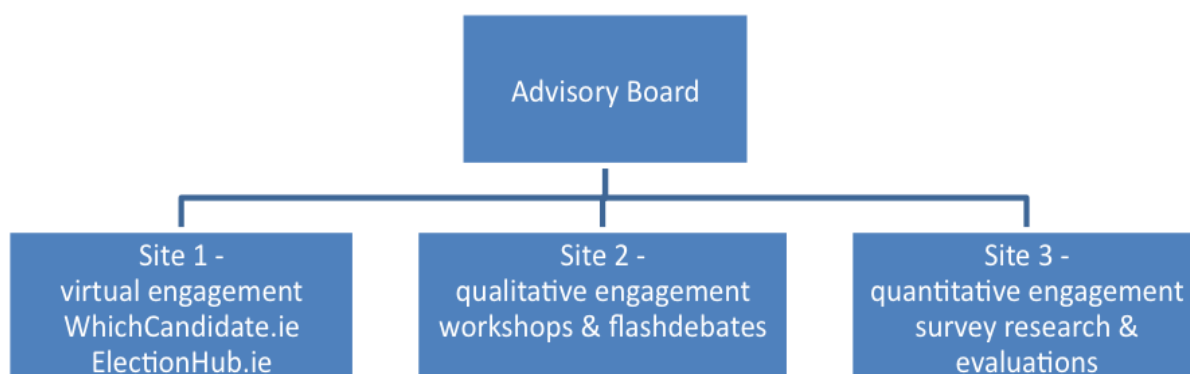 Advisory Board
Site 1 -
virtual engagement
WhichCandidate.ie
ElectionHub.ie
Site 2 -
qualitative engagement
workshops & flashdebates
Site 3 -
quantitative engagement
survey research &
evaluations